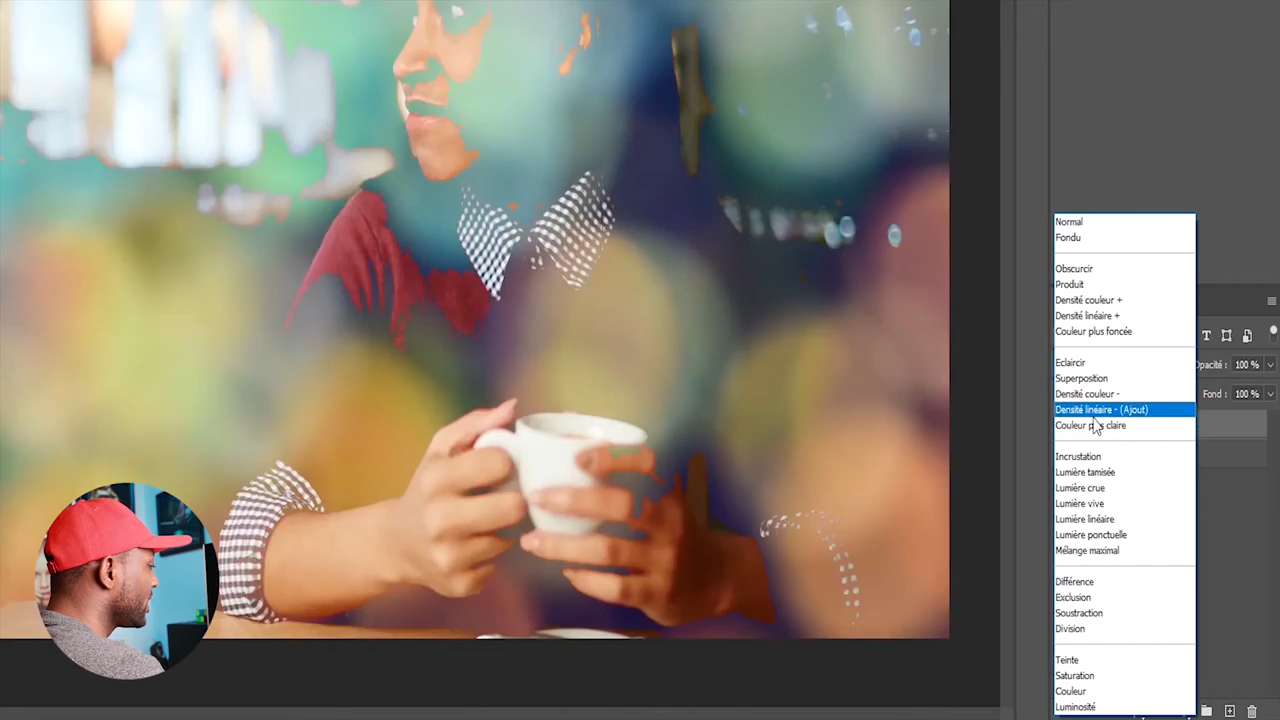 Normal
Fondu
Obscurcir
Produit
Densité couleur +
Densité linéaire +
Couleur plus foncée
Eclaircir
Superposition
Densité couleur -
Densité linéaire - (Ajout)
Couleur plus claire
Incrustation
Lumière tamisée
Lumière crue
Lumière vive
Lumière linéaire
Lumière ponctuelle
Mélange maximal
Différence
Exclusion
Soustraction
Division
Teinte
Saturation
Couleur
Luminosité
T
Opacité : 100 %
Fond : 100 %